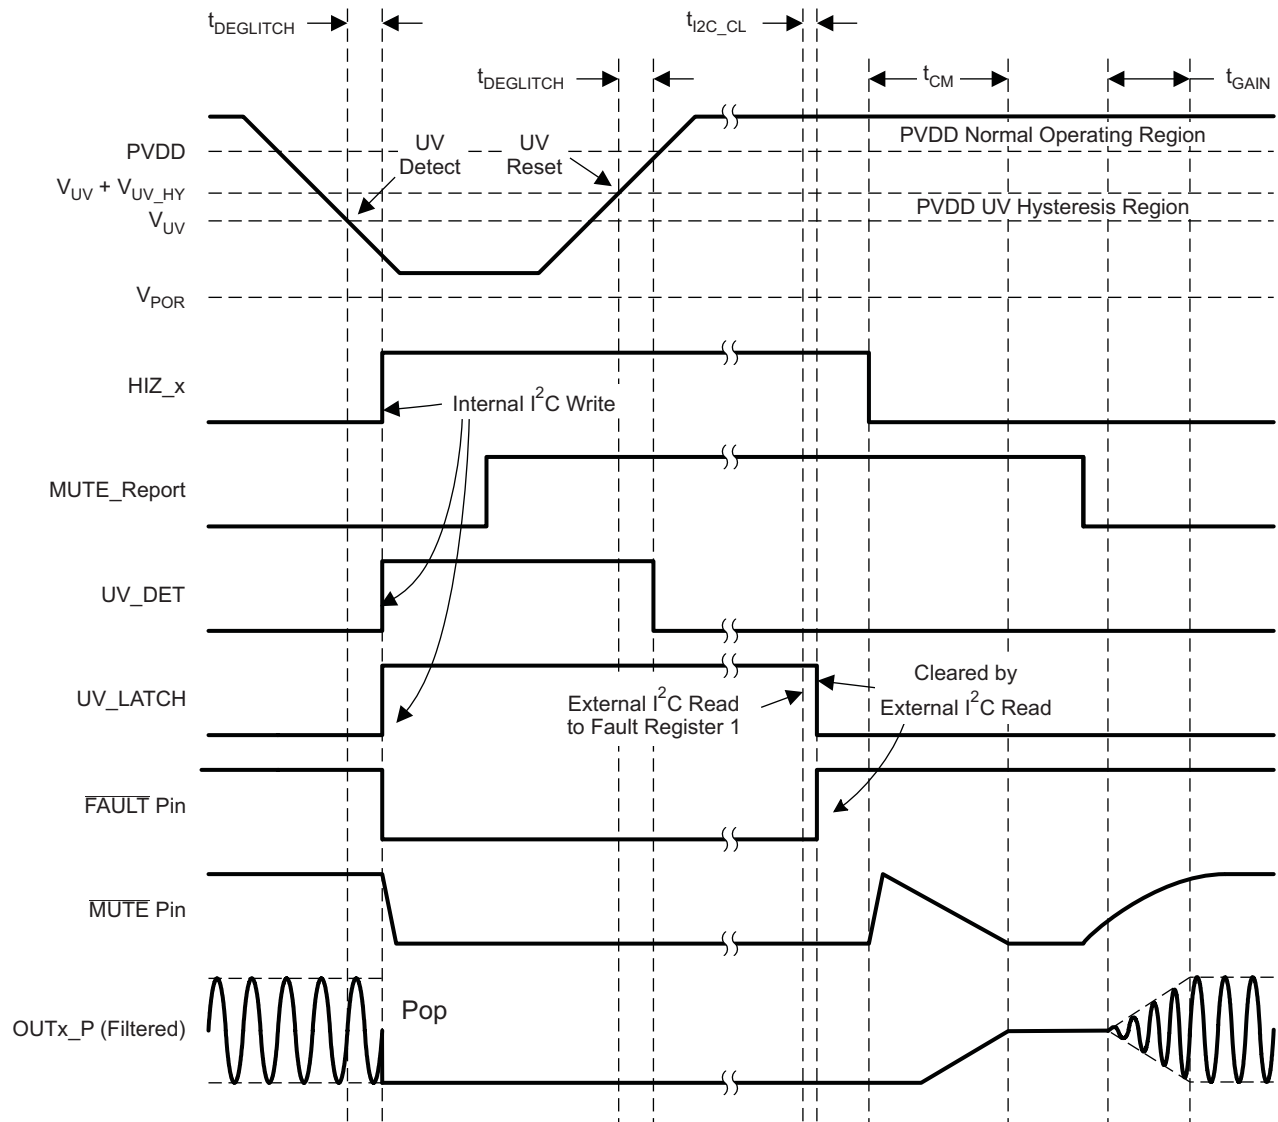 tDEGLITCH
tI2C_CL
tDEGLITCH
tCM
tGAIN
PVDD Normal Operating Region
PVDD
UV
Detect
UV
Reset
VUV + VUV_HY
PVDD UV Hysteresis Region
VUV
VPOR
HIZ_x
Internal I2C Write
MUTE_Report
UV_DET
UV_LATCH
External I2C Read
to Fault Register 1
Cleared by
External I2C Read
FAULT Pin
MUTE Pin
Pop
OUTx_P (Filtered)